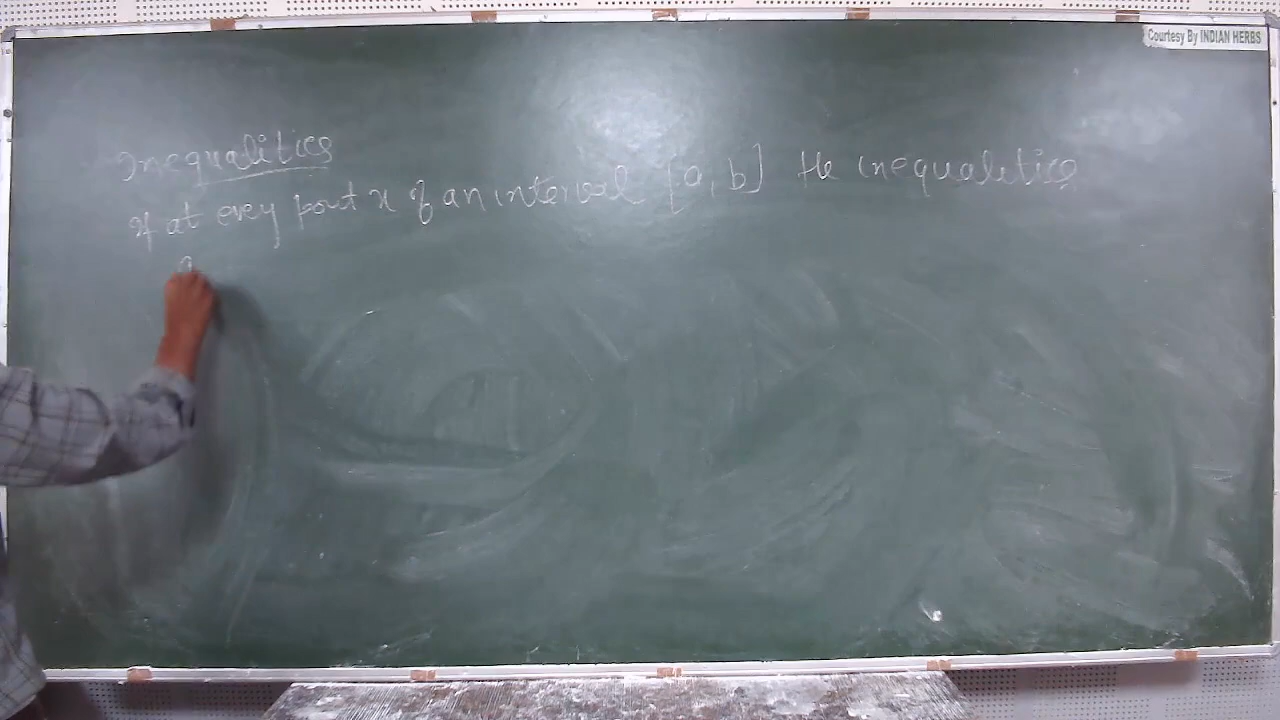 Courtesy By INDIAN HERBS
Inequalities
If at every point x of an interval [a, b] the inequalities